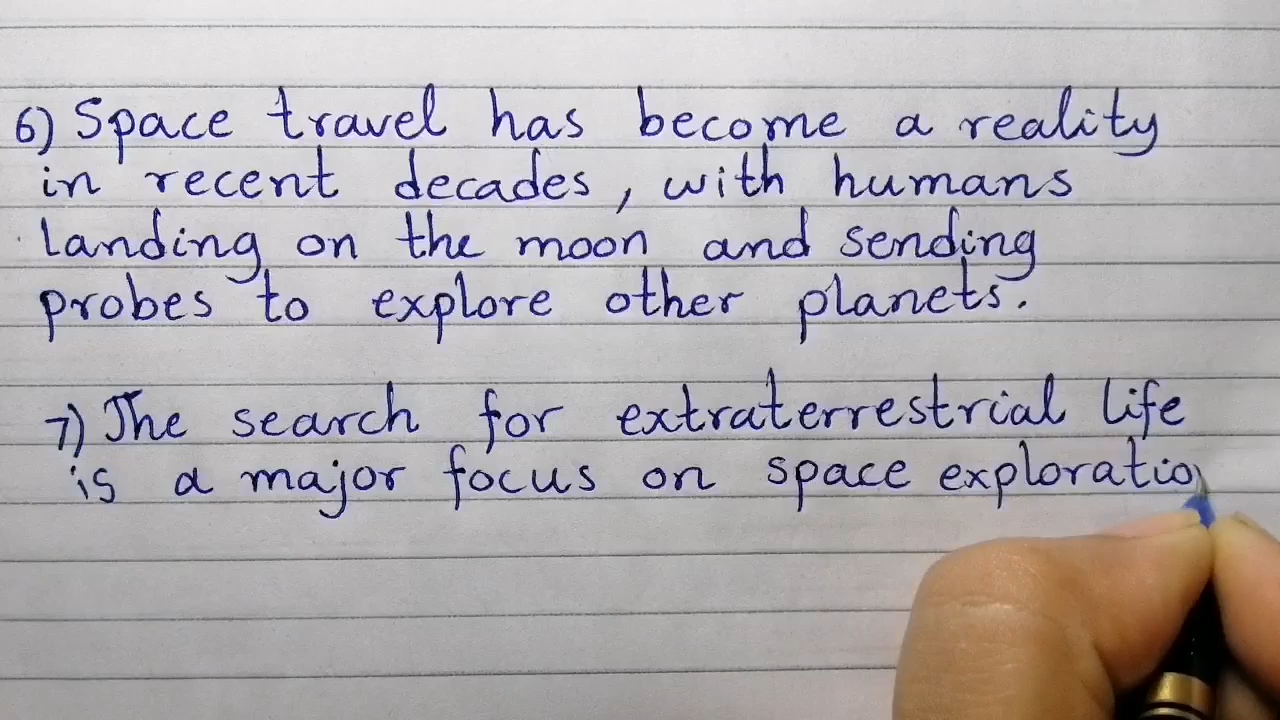 6) Space travel has become a reality
in recent decades, with humans
landing on the moon and sending
probes to explore other planets.
7) The search for extraterrestrial life
is a major focus on space exploratio